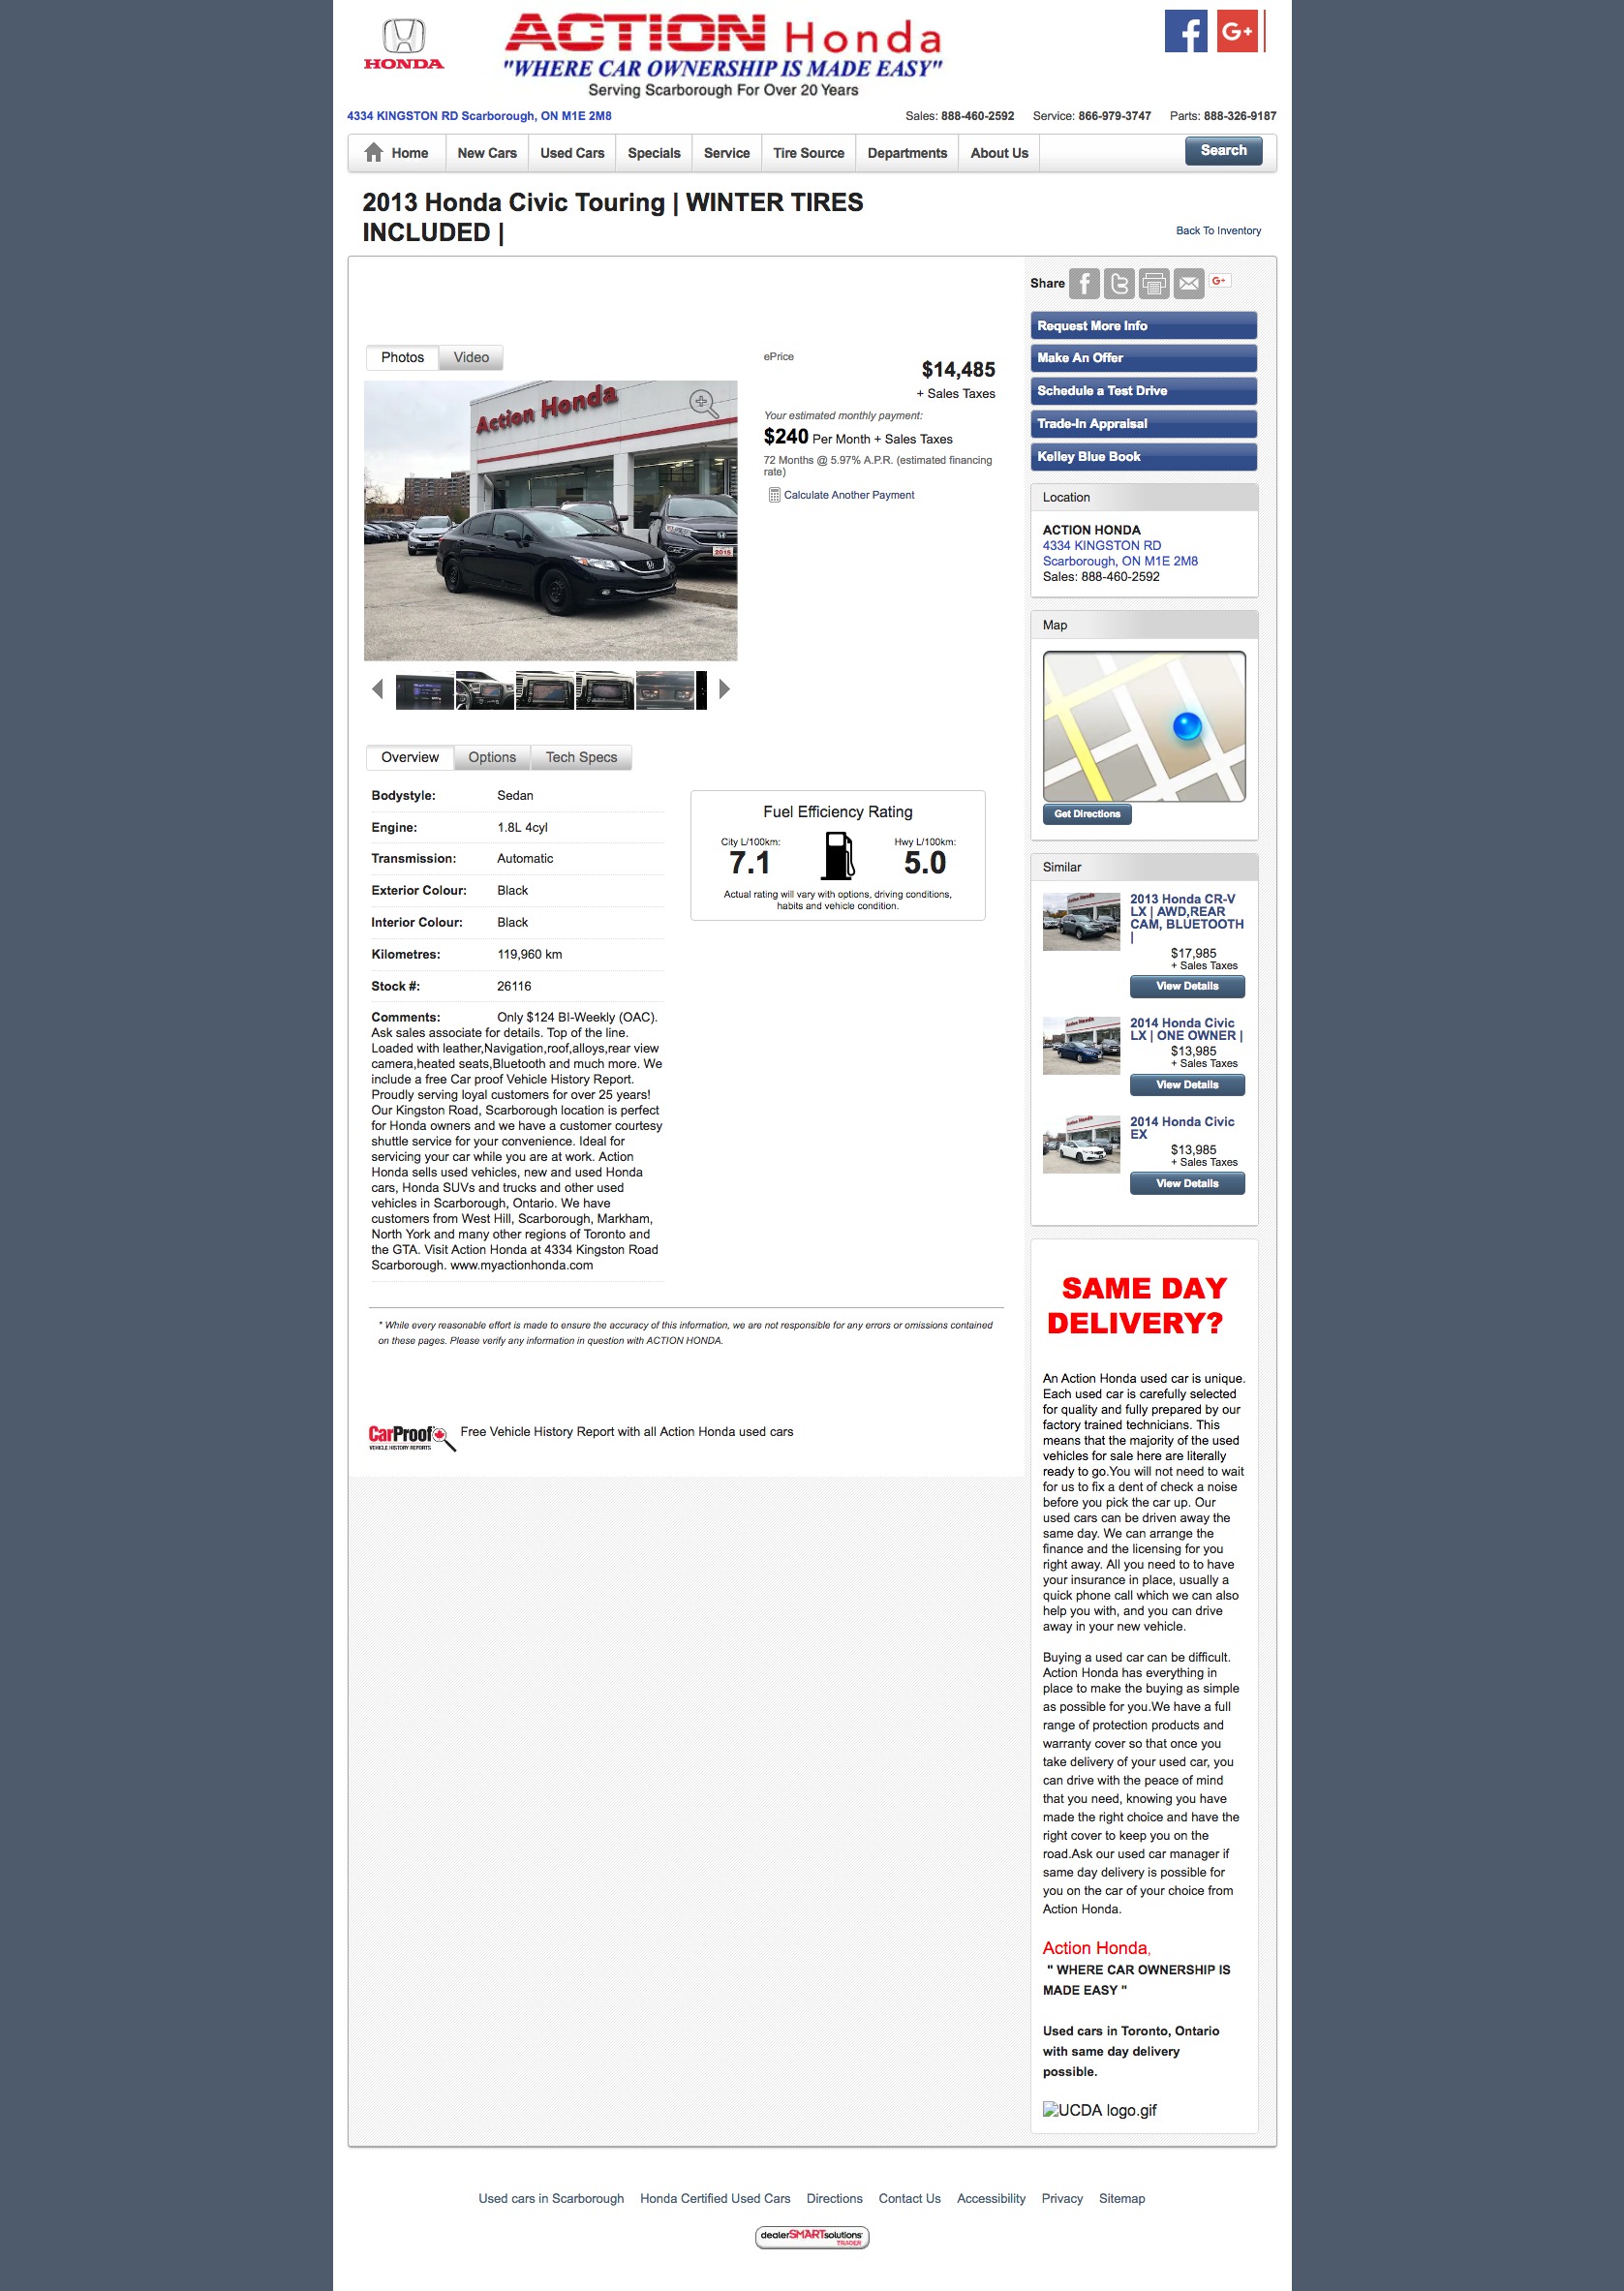 HONDA
ACTION Honda
"WHERE CAR OWNERSHIP IS MADE EASY"
Serving Scarborough For Over 20 Years
G+
4334 KINGSTON RD Scarborough, ON M1E 2M8
Sales: 888-460-2592 Service: 866-979-3747 Parts: 888-326-9187
Home New Cars Used Cars Specials Service Tire Source Departments About Us Search
2013 Honda Civic Touring | WINTER TIRES
INCLUDED |
Back To Inventory
Share
G+
Request More Info
Make An Offer
Schedule a Test Drive
Trade-In Appraisal
Kelley Blue Book
Photos Video
Action Honda
2015
ePrice
$14,485
+ Sales Taxes
Your estimated monthly payment:
$240 Per Month + Sales Taxes
72 Months @ 5.97% A.P.R. (estimated financing
rate)
Calculate Another Payment
Location
ACTION HONDA
4334 KINGSTON RD
Scarborough, ON M1E 2M8
Sales: 888-460-2592
Map
Get Directions
Overview Options Tech Specs
Bodystyle: Sedan
Engine: 1.8L 4cyl
Transmission: Automatic
Exterior Colour: Black
Interior Colour: Black
Kilometres: 119,960 km
Stock #: 26116
Comments: Only $124 BI-Weekly (OAC).
Ask sales associate for details. Top of the line.
Loaded with leather,Navigation,roof,alloys,rear view
camera,heated seats,Bluetooth and much more. We
include a free Car proof Vehicle History Report.
Proudly serving loyal customers for over 25 years!
Our Kingston Road, Scarborough location is perfect
for Honda owners and we have a customer courtesy
shuttle service for your convenience. Ideal for
servicing your car while you are at work. Action
Honda sells used vehicles, new and used Honda
cars, Honda SUVs and trucks and other used
vehicles in Scarborough, Ontario. We have
customers from West Hill, Scarborough, Markham,
North York and many other regions of Toronto and
the GTA. Visit Action Honda at 4334 Kingston Road
Scarborough. www.myactionhonda.com
Fuel Efficiency Rating
City L/100km: Hwy L/100km:
7.1 5.0
Actual rating will vary with options, driving conditions,
habits and vehicle condition.
* While every reasonable effort is made to ensure the accuracy of this information, we are not responsible for any errors or omissions contained
on these pages. Please verify any information in question with ACTION HONDA.
CarProof
VEHICLE HISTORY REPORTS
Free Vehicle History Report with all Action Honda used cars
Similar
2013 Honda CR-V
LX | AWD,REAR
CAM, BLUETOOTH
|
$17,985
+ Sales Taxes
View Details
2014 Honda Civic
LX | ONE OWNER |
$13,985
+ Sales Taxes
View Details
2014 Honda Civic
EX
$13,985
+ Sales Taxes
View Details
SAME DAY
DELIVERY?
An Action Honda used car is unique.
Each used car is carefully selected
for quality and fully prepared by our
factory trained technicians. This
means that the majority of the used
vehicles for sale here are literally
ready to go.You will not need to wait
for us to fix a dent of check a noise
before you pick the car up. Our
used cars can be driven away the
same day. We can arrange the
finance and the licensing for you
right away. All you need to to have
your insurance in place, usually a
quick phone call which we can also
help you with, and you can drive
away in your new vehicle.
Buying a used car can be difficult.
Action Honda has everything in
place to make the buying as simple
as possible for you.We have a full
range of protection products and
warranty cover so that once you
take delivery of your used car, you
can drive with the peace of mind
that you need, knowing you have
made the right choice and have the
right cover to keep you on the
road.Ask our used car manager if
same day delivery is possible for
you on the car of your choice from
Action Honda.
Action Honda,
" WHERE CAR OWNERSHIP IS
MADE EASY "
Used cars in Toronto, Ontario
with same day delivery
possible.
UCDA logo.gif
Used cars in Scarborough Honda Certified Used Cars Directions Contact Us Accessibility Privacy Sitemap
dealerSMARTsolutions
TRADER